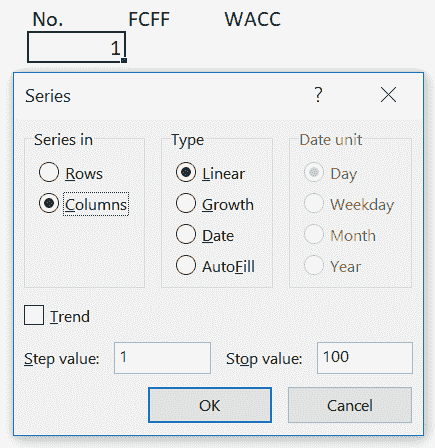 No. FCFF WACC
1
Series ?
Series in Type Date unit
Rows Linear Day
Columns Growth Weekday
Date Month
AutoFill Year
Trend
Step value: 1 Stop value: 100
OK Cancel